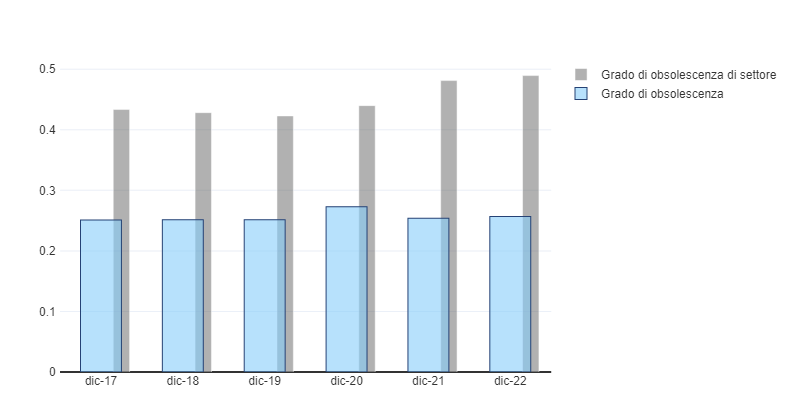 0.5
0.4
0.3
0.2
0.1
0
dic-17
dic-18
dic-19
dic-20
dic-21
dic-22
Grado di obsolescenza di settore
Grado di obsolescenza